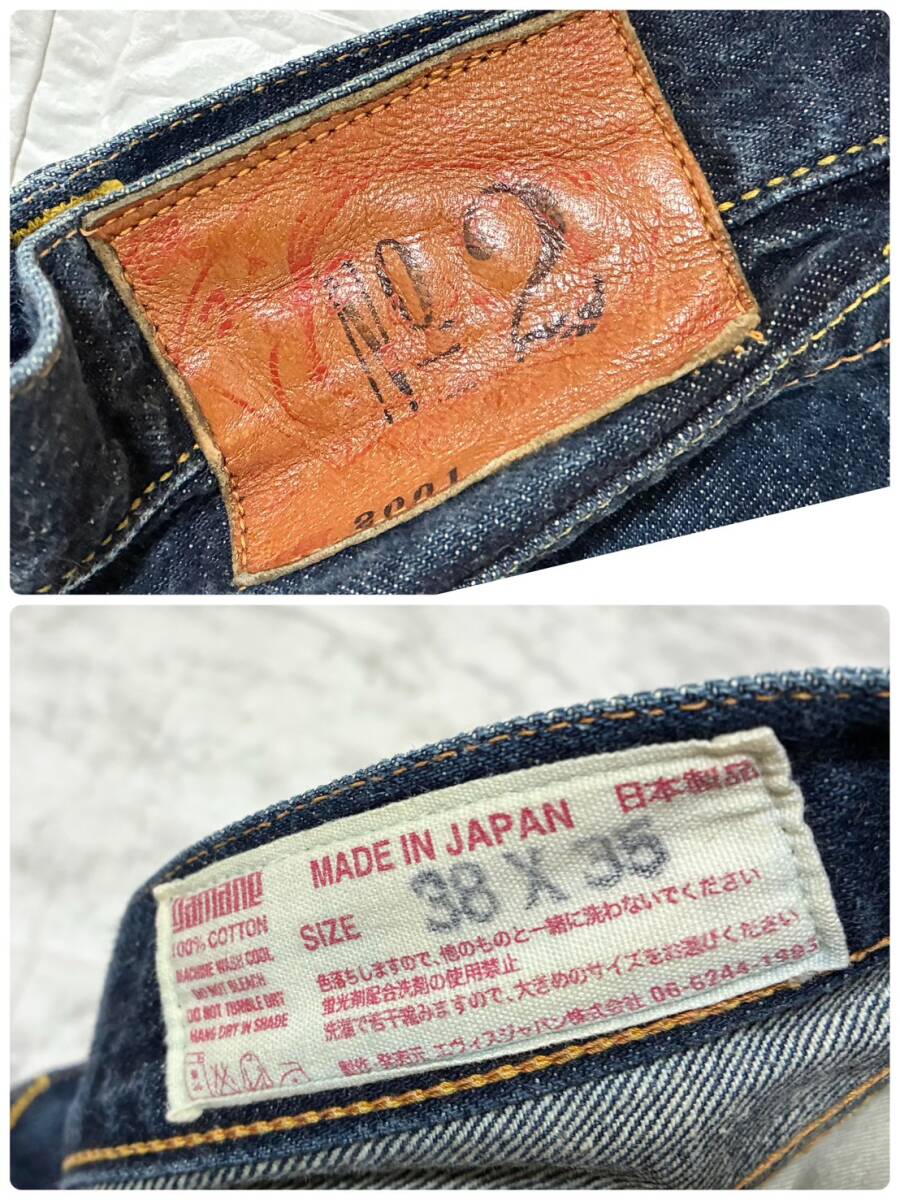 No 2
2001
yamane
100% COTTON
MACHINE WASH COOL
DO NOT BLEACH
DO NOT TUMBLE DRY
HANG DRY IN SHADE
MADE IN JAPAN 日本製品
SIZE 38 X 35
色落ちしますので、他のものと一緒に洗わないでください
蛍光剤配合洗剤の使用禁止
洗濯で若干縮みますので、大きめのサイズをお選びください
製作・発売元 エヴィスジャパン株式会社 06-6244-1993